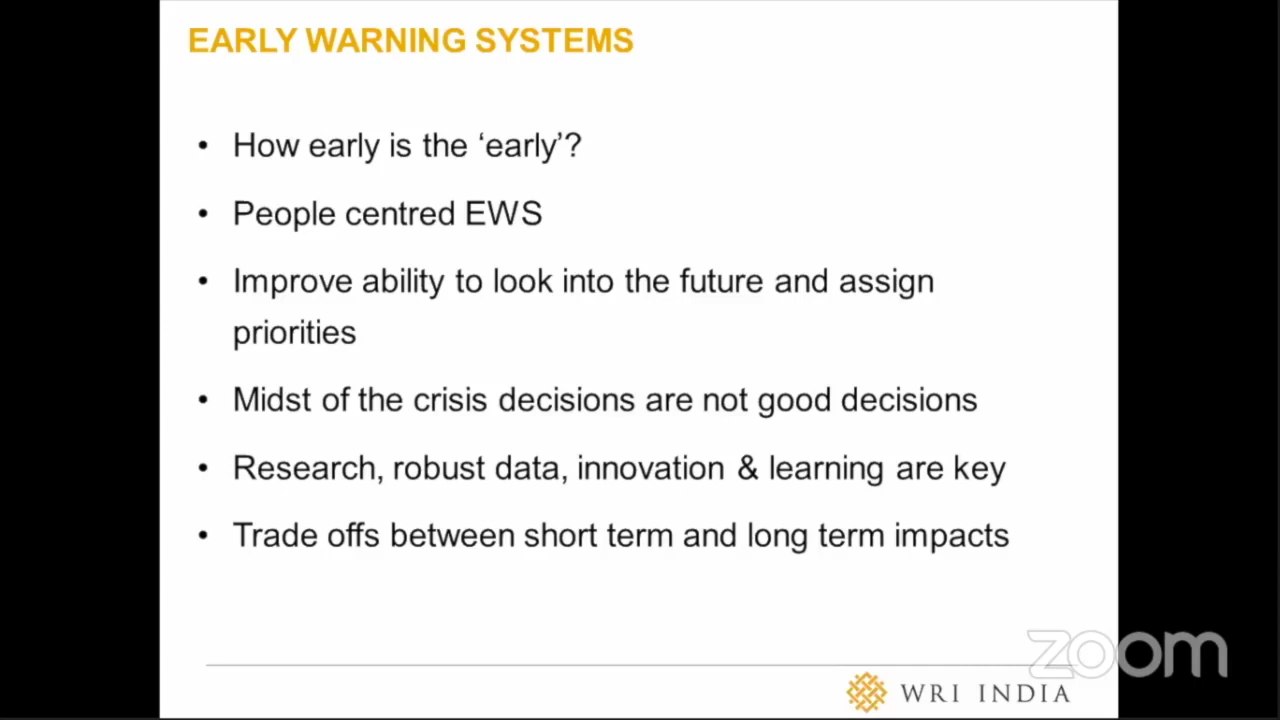 EARLY WARNING SYSTEMS
• How early is the ‘early’?
• People centred EWS
• Improve ability to look into the future and assign
priorities
• Midst of the crisis decisions are not good decisions
• Research, robust data, innovation & learning are key
• Trade offs between short term and long term impacts
zoom
WRI INDIA